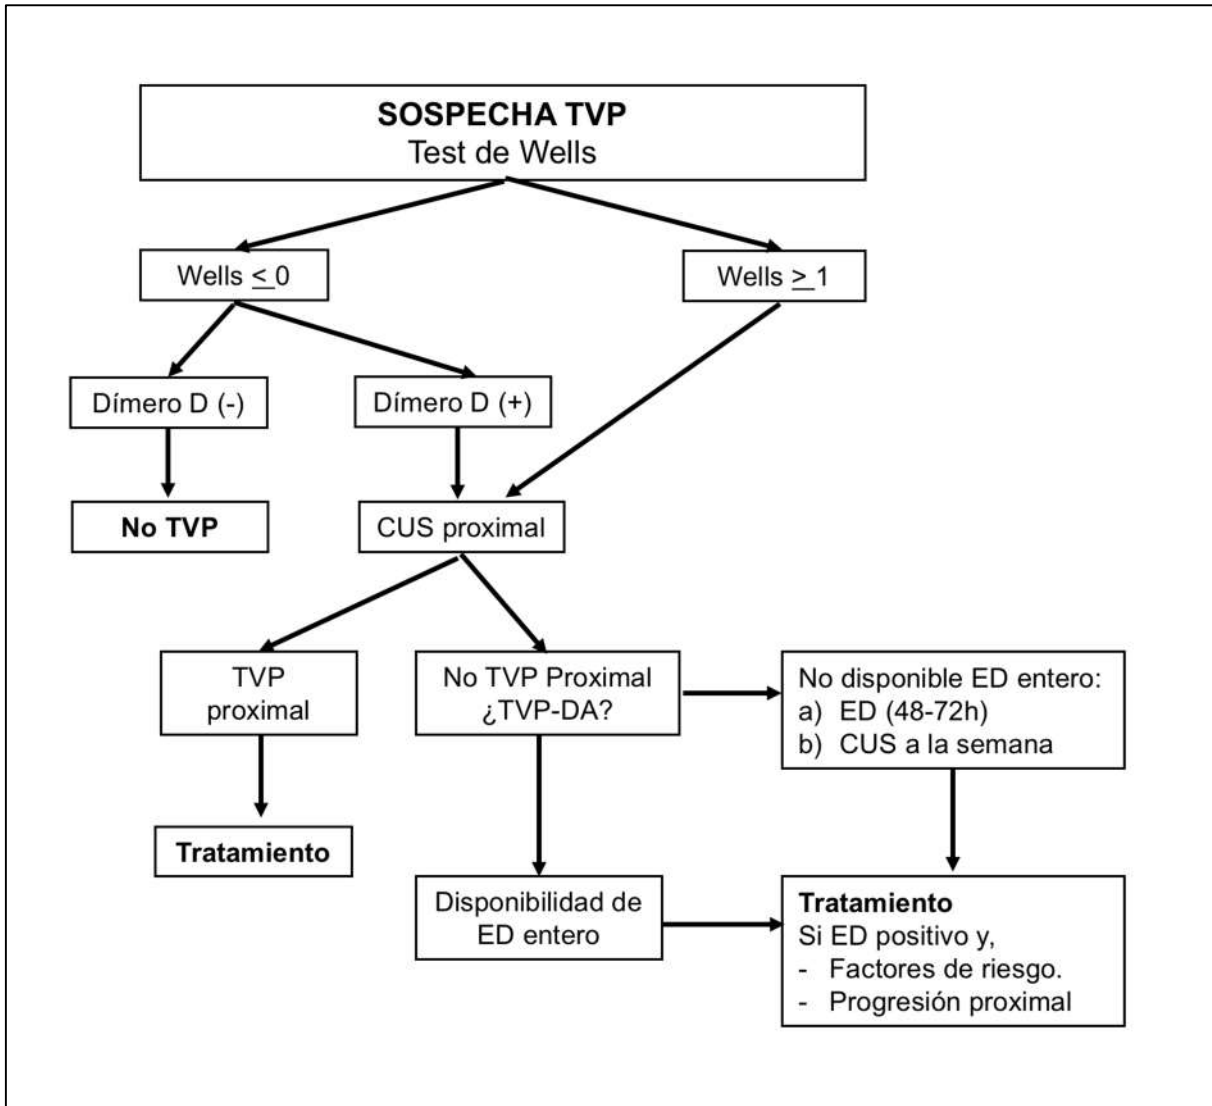 SOSPECHA TVP
Test de Wells
Wells < 0
Wells > 1
Dímero D (-)
Dímero D (+)
No TVP
CUS proximal
TVP
proximal
No TVP Proximal
¿TVP-DA?
No disponible ED entero:
a) ED (48-72h)
b) CUS a la semana
Tratamiento
Disponibilidad de
ED entero
Tratamiento
Si ED positivo y,
- Factores de riesgo.
- Progresión proximal